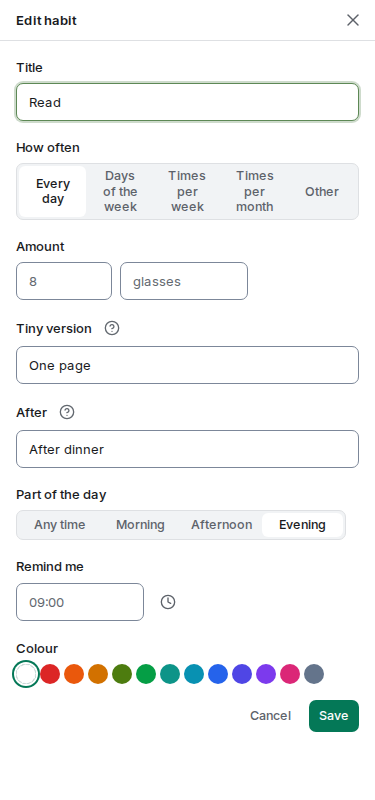 Edit habit
Title
Read
How often
Every day
Days of the week
Times per week
Times per month
Other
Amount
8
glasses
Tiny version
One page
After
After dinner
Part of the day
Any time
Morning
Afternoon
Evening
Remind me
09:00
Colour
Cancel
Save